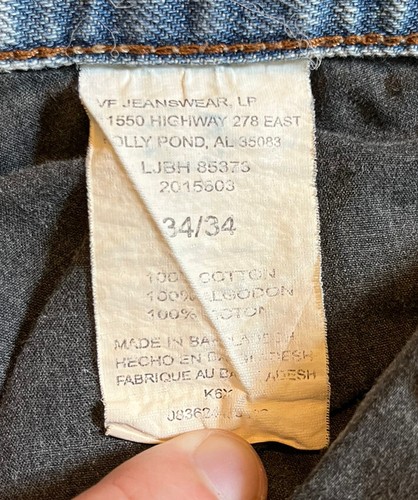 VF JEANSWEAR, LP
1550 HIGHWAY 278 EAST
HOLLY POND, AL 35083
LJBH 85373
2015603
34/34
100% COTTON
100% ALGODON
100% COTON
MADE IN BANGLADESH
HECHO EN BANGLADESH
FABRIQUE AU BANGLADESH
K6X